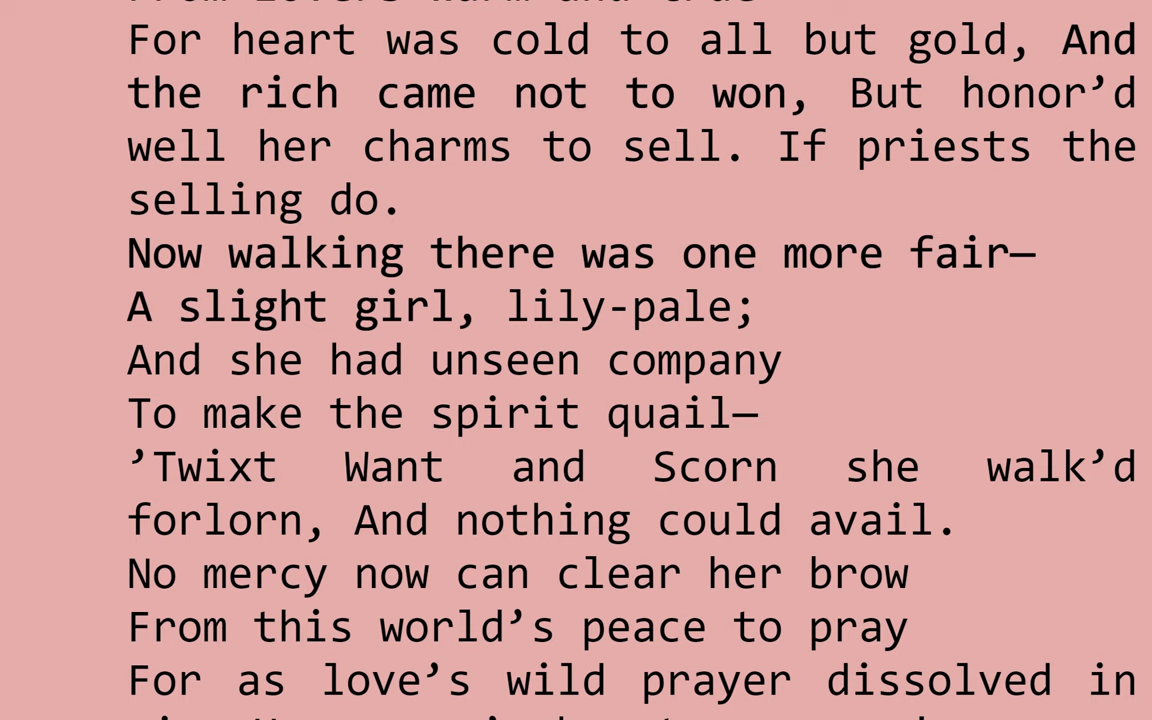 For heart was cold to all but gold, And
the rich came not to won, But honor’d
well her charms to sell. If priests the
selling do.
Now walking there was one more fair—
A slight girl, lily-pale;
And she had unseen company
To make the spirit quail—
’Twixt Want and Scorn she walk’d
forlorn, And nothing could avail.
No mercy now can clear her brow
From this world’s peace to pray
For as love’s wild prayer dissolved in